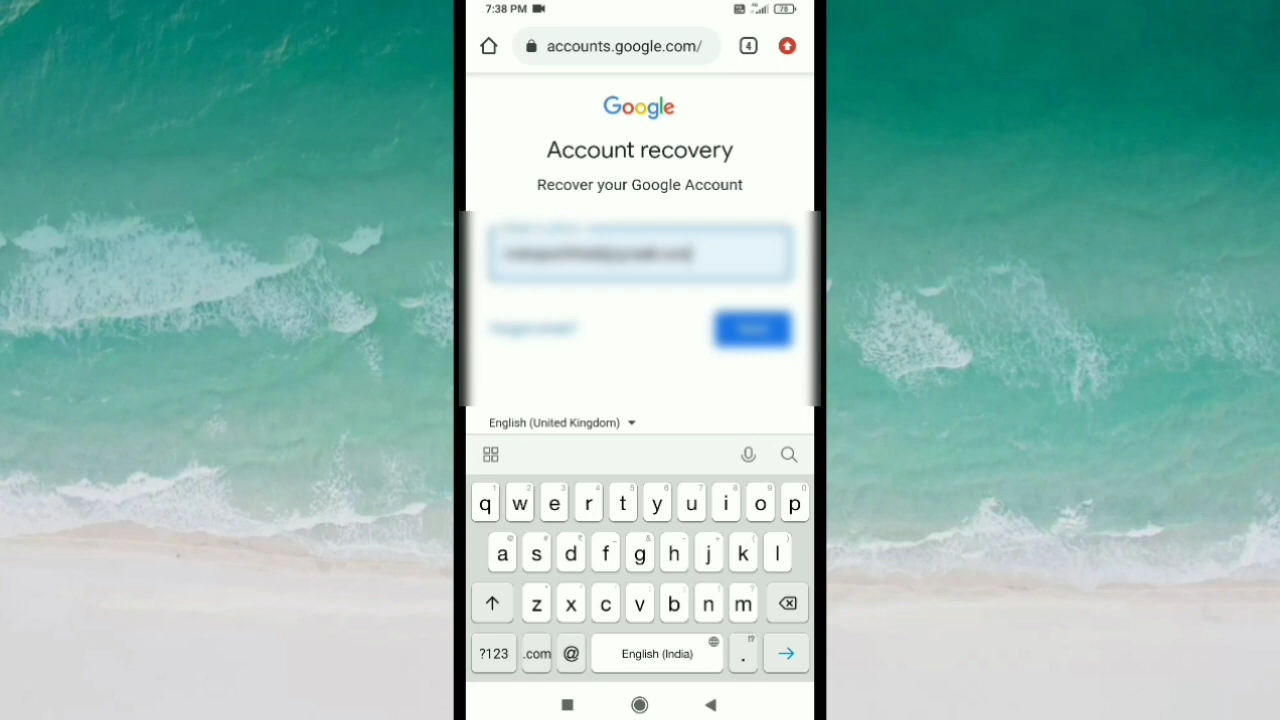 7:38 PM
78
accounts.google.com/
4
Google
Account recovery
Recover your Google Account
English (United Kingdom)
q w e r t y u i o p
a s d f g h j k l
z x c v b n m
?123 .com @ English (India) .